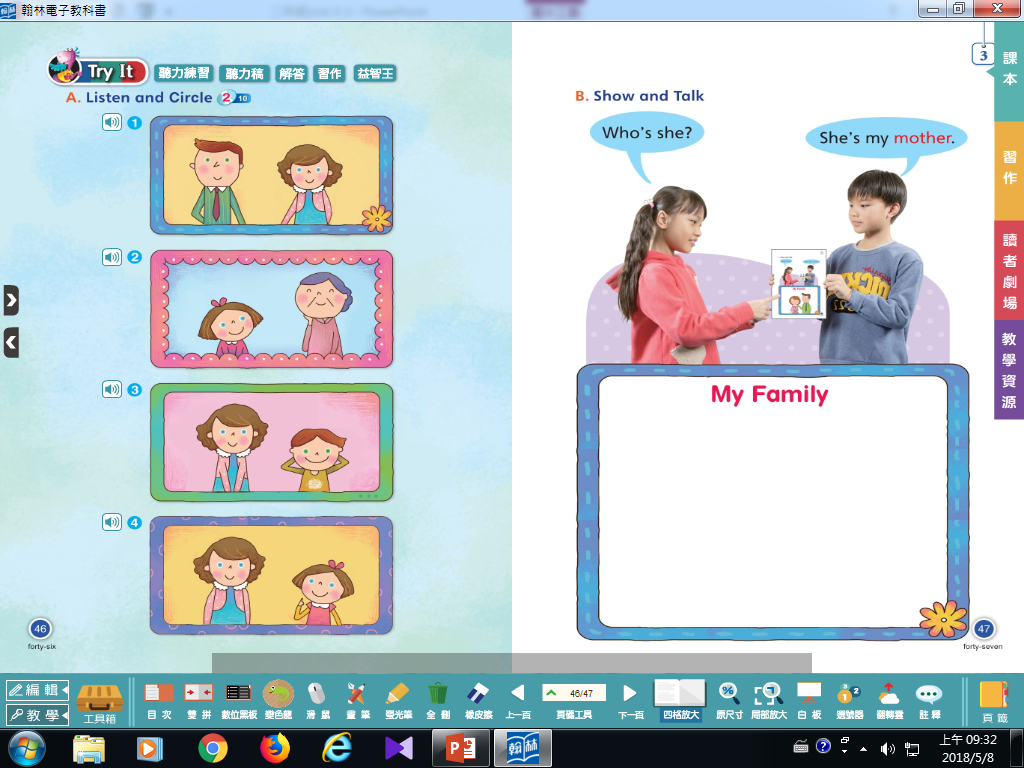 翰林電子教科書
Try It
聽力練習
聽力稿
解答
習作
益智王
A. Listen and Circle 2 10
1
2
3
4
46
forty-six
B. Show and Talk
Who's she?
She's my mother.
My Family
47
forty-seven
3
課本
習作
讀者劇場
教學資源
編輯
教學
工具箱
目次
雙拼
數位黑板
變色龍
滑鼠
畫筆
螢光筆
全刪
橡皮擦
上一頁
46/47
頁碼工具
下一頁
四格放大
原尺寸
局部放大
白板
選號器
翻轉雲
註釋
頁籤
翰林
上午 09:32
2018/5/8